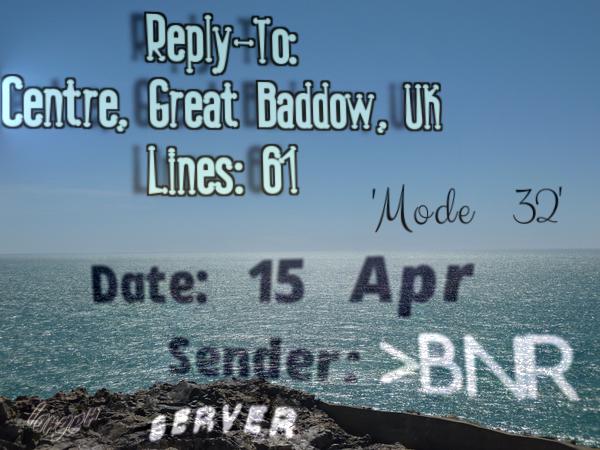 Reply-To:
Centre, Great Baddow, UK
Lines: 61
'Mode 32'
Date: 15 Apr
Sender: >BNR
SERVER